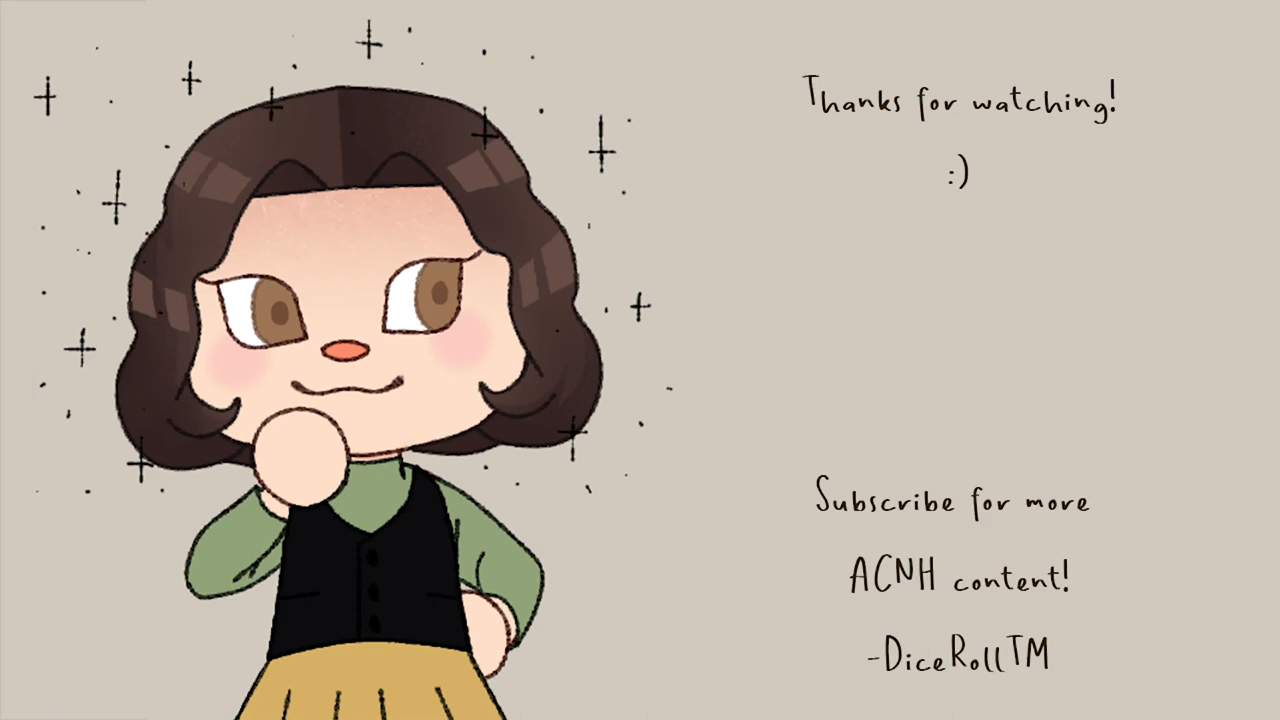 Thanks for watching!
:)
Subscribe for more
ACNH content!
-DiceRollTM